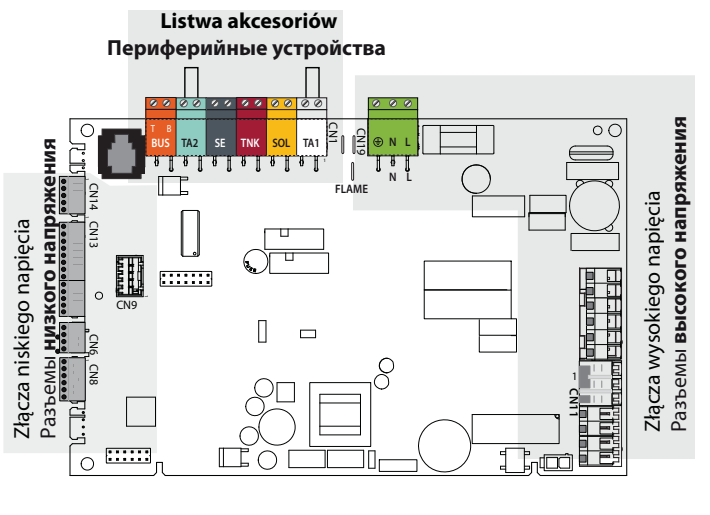 Listwa akcesoriów
Периферийные устройства
T B
BUS TA2 SE TNK SOL TA1
CN1
CN19
N L
N L
FLAME
CN14
CN13
CN9
CN6
CN8
Złącza niskiego napięcia
Разъемы низкого напряжения
1
CN11
Złącza wysokiego napięcia
Разъемы высокого напряжения